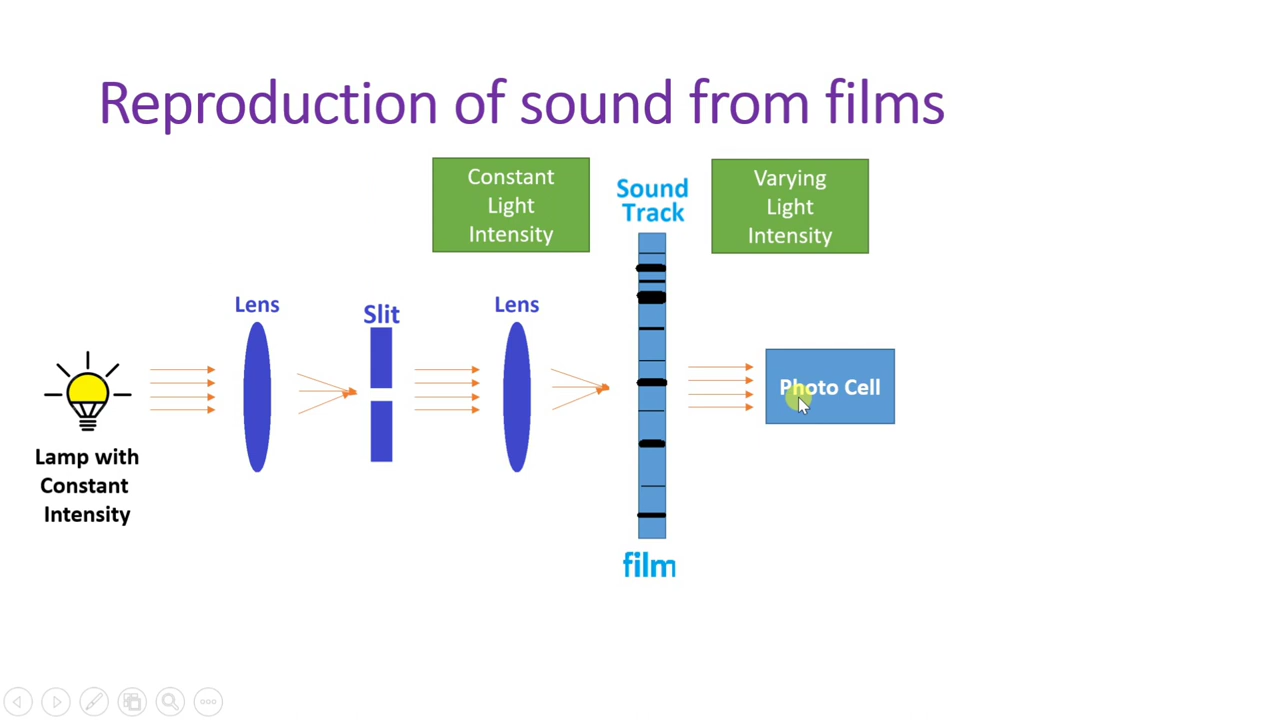 Reproduction of sound from films
Constant
Light
Intensity
Sound
Track
Varying
Light
Intensity
Lens
Slit
Lens
Photo Cell
Lamp with
Constant
Intensity
film